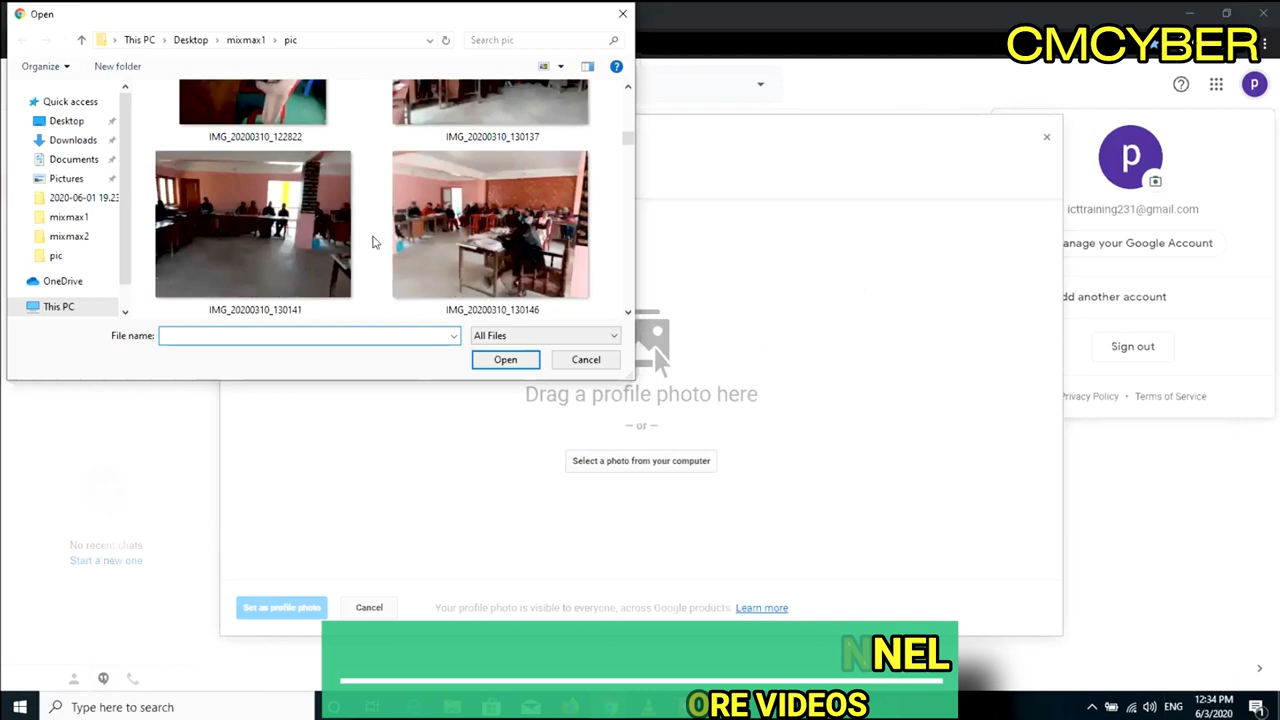 Open
CMCYBER
This PC > Desktop > mixmax1 > pic
Search pic
Organize
New folder
Quick access
Desktop
Downloads
Documents
Pictures
2020-06-01 19.23
mixmax1
mixmax2
pic
OneDrive
This PC
IMG_20200310_122822
IMG_20200310_130137
IMG_20200310_130141
IMG_20200310_130146
File name:
All Files
Open
Cancel
p
p
icttraining231@gmail.com
anage your Google Account
dd another account
Sign out
Privacy Policy • Terms of Service
Drag a profile photo here
– or –
Select a photo from your computer
No recent chats
Start a new one
Set as profile photo
Cancel
Your profile photo is visible to everyone, across Google products. Learn more
NNEL
ORE VIDEOS
Type here to search
ENG
12:34 PM
6/3/2020
1